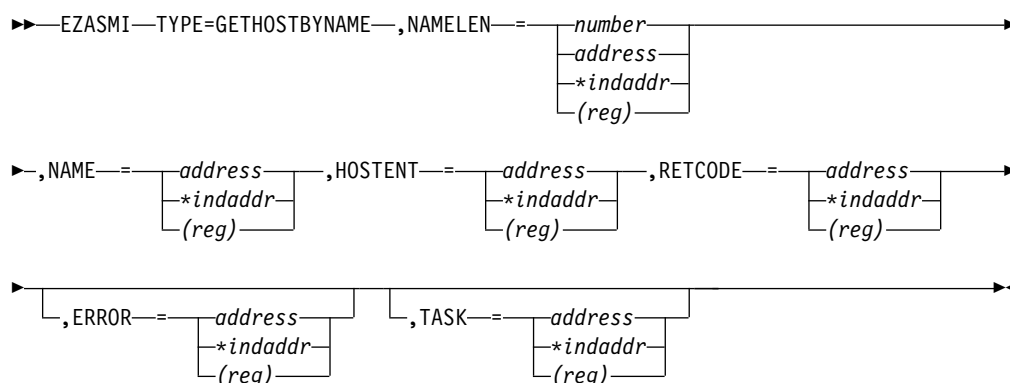 EZASMI TYPE=GETHOSTBYNAME ,NAMELEN = number
address
*indaddr
(reg)
,NAME = address ,HOSTENT = address ,RETCODE = address
*indaddr *indaddr *indaddr
(reg) (reg) (reg)
,ERROR = address ,TASK = address
*indaddr *indaddr
(reg) (reg)